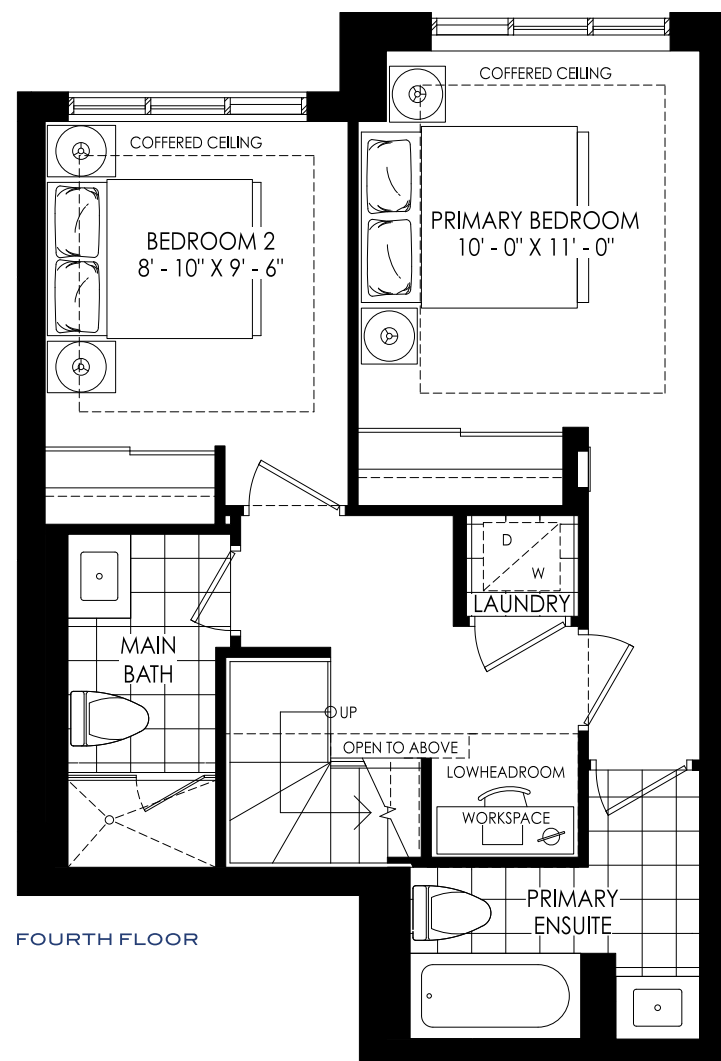 COFFERED CEILING
COFFERED CEILING
PRIMARY BEDROOM
10' - 0" X 11' - 0"
BEDROOM 2
8' - 10" X 9' - 6"
D
W
LAUNDRY
MAIN
BATH
UP
OPEN TO ABOVE
LOWHEADROOM
WORKSPACE
PRIMARY
ENSUITE
FOURTH FLOOR